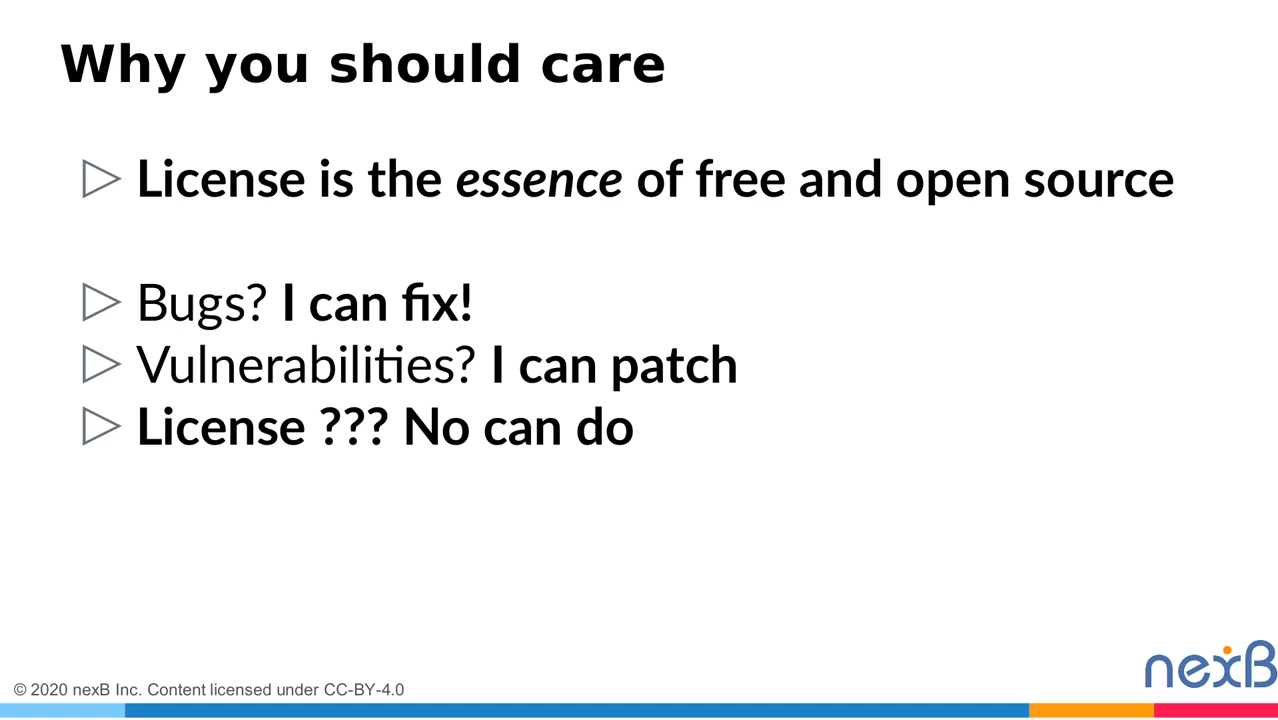 Why you should care
▷ License is the essence of free and open source
▷ Bugs? I can fix!
▷ Vulnerabilities? I can patch
▷ License ??? No can do
nexB
© 2020 nexB Inc. Content licensed under CC-BY-4.0